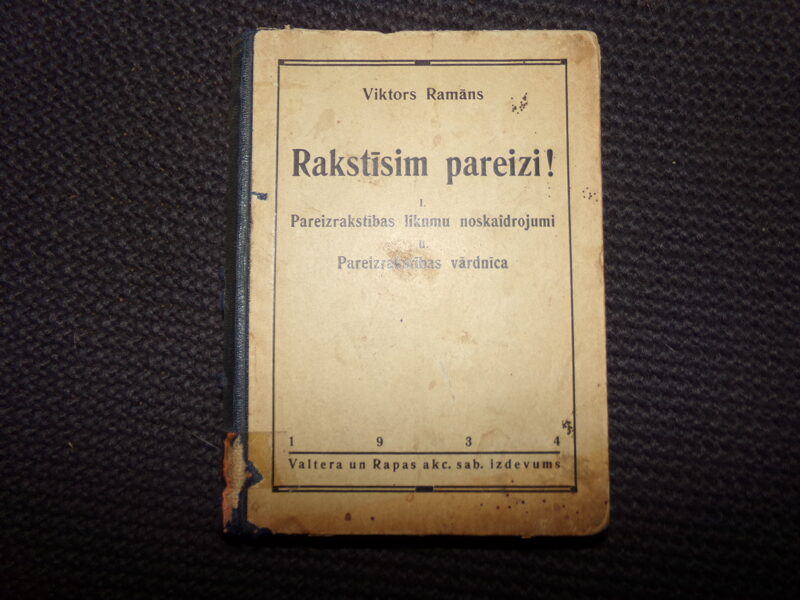 Viktors Ramāns
Rakstīsim pareizi!
I.
Pareizrakstības likumu noskaidrojumi
II.
Pareizrakstības vārdnīca
1 9 3 4
Valtera un Rapas akc. sab. izdevums